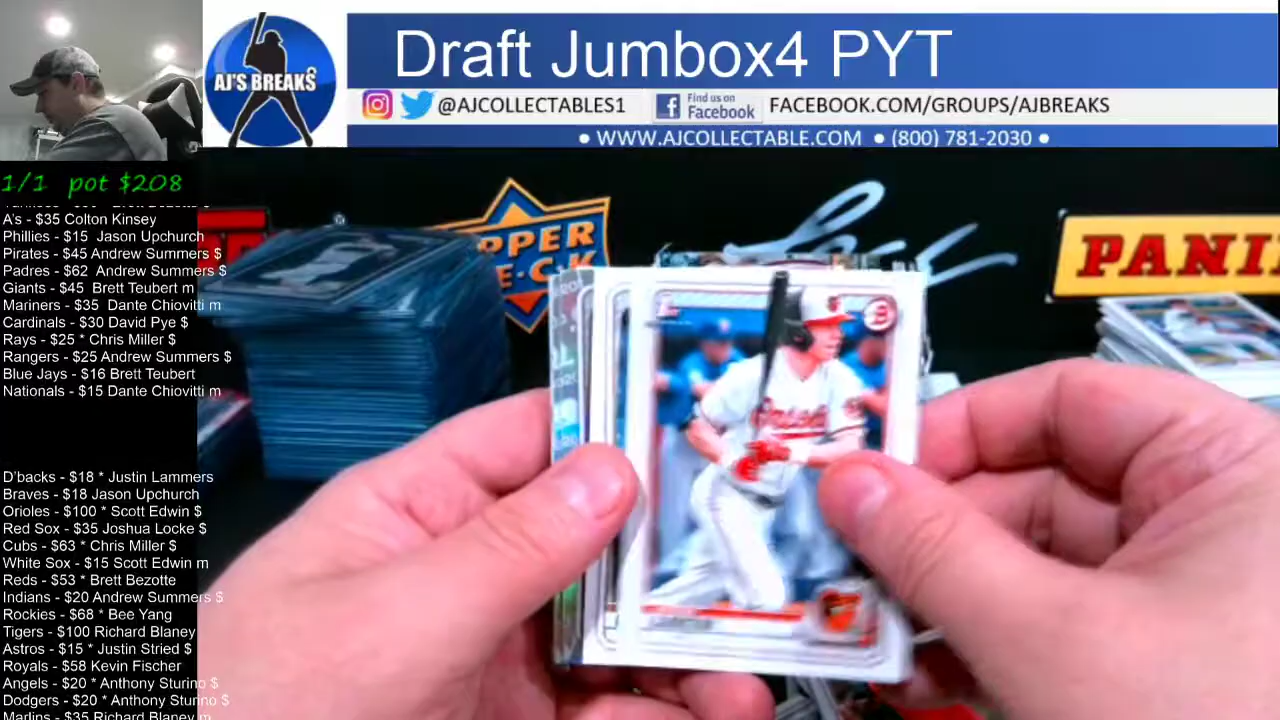 Draft Jumbox4 PYT
AJ'S BREAKS
@AJCOLLECTABLES1
Find us on
Facebook
FACEBOOK.COM/GROUPS/AJBREAKS
● WWW.AJCOLLECTABLE.COM ● (800) 781-2030 ●
1/1 pot $208
A's - $35 Colton Kinsey
Phillies - $15 Jason Upchurch
Pirates - $45 Andrew Summers $
Padres - $62 Andrew Summers $
Giants - $45 Brett Teubert m
Mariners - $35 Dante Chiovitti m
Cardinals - $30 David Pye $
Rays - $25 * Chris Miller $
Rangers - $25 Andrew Summers $
Blue Jays - $16 Brett Teubert
Nationals - $15 Dante Chiovitti m
D'backs - $18 * Justin Lammers
Braves - $18 Jason Upchurch
Orioles - $100 * Scott Edwin $
Red Sox - $35 Joshua Locke $
Cubs - $63 * Chris Miller $
White Sox - $15 Scott Edwin m
Reds - $53 * Brett Bezotte
Indians - $20 Andrew Summers $
Rockies - $68 * Bee Yang
Tigers - $100 Richard Blaney
Astros - $15 * Justin Stried $
Royals - $58 Kevin Fischer
Angels - $20 * Anthony Sturino $
Dodgers - $20 * Anthony Sturino $
Marlins - $35 Richard Blaney m
PPER
E·C·K
PANI